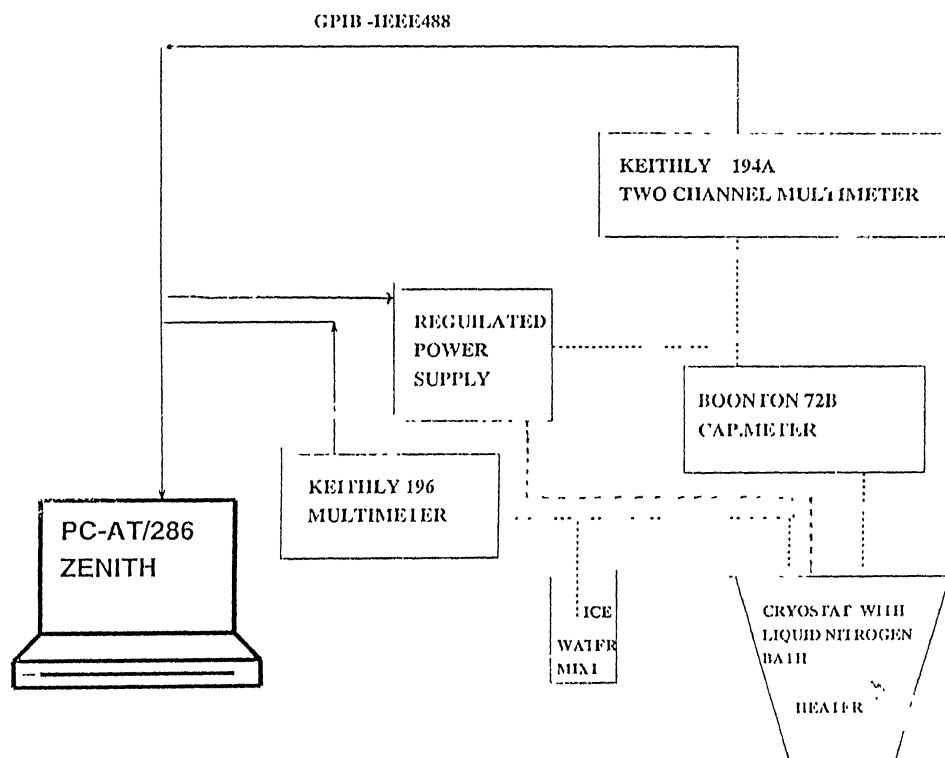 GPIB -IEEE488
KEITHLY 194A
TWO CHANNEL MULTIMETER
REGUILATED
POWER
SUPPLY
BOONTON 72B
CAP.METER
KEITHLY 196
MULTIMETER
PC-AT/286
ZENITH
ICE
WATER
MIXT
CRYOSTAT WITH
LIQUID NITROGEN
BATH
HEATER